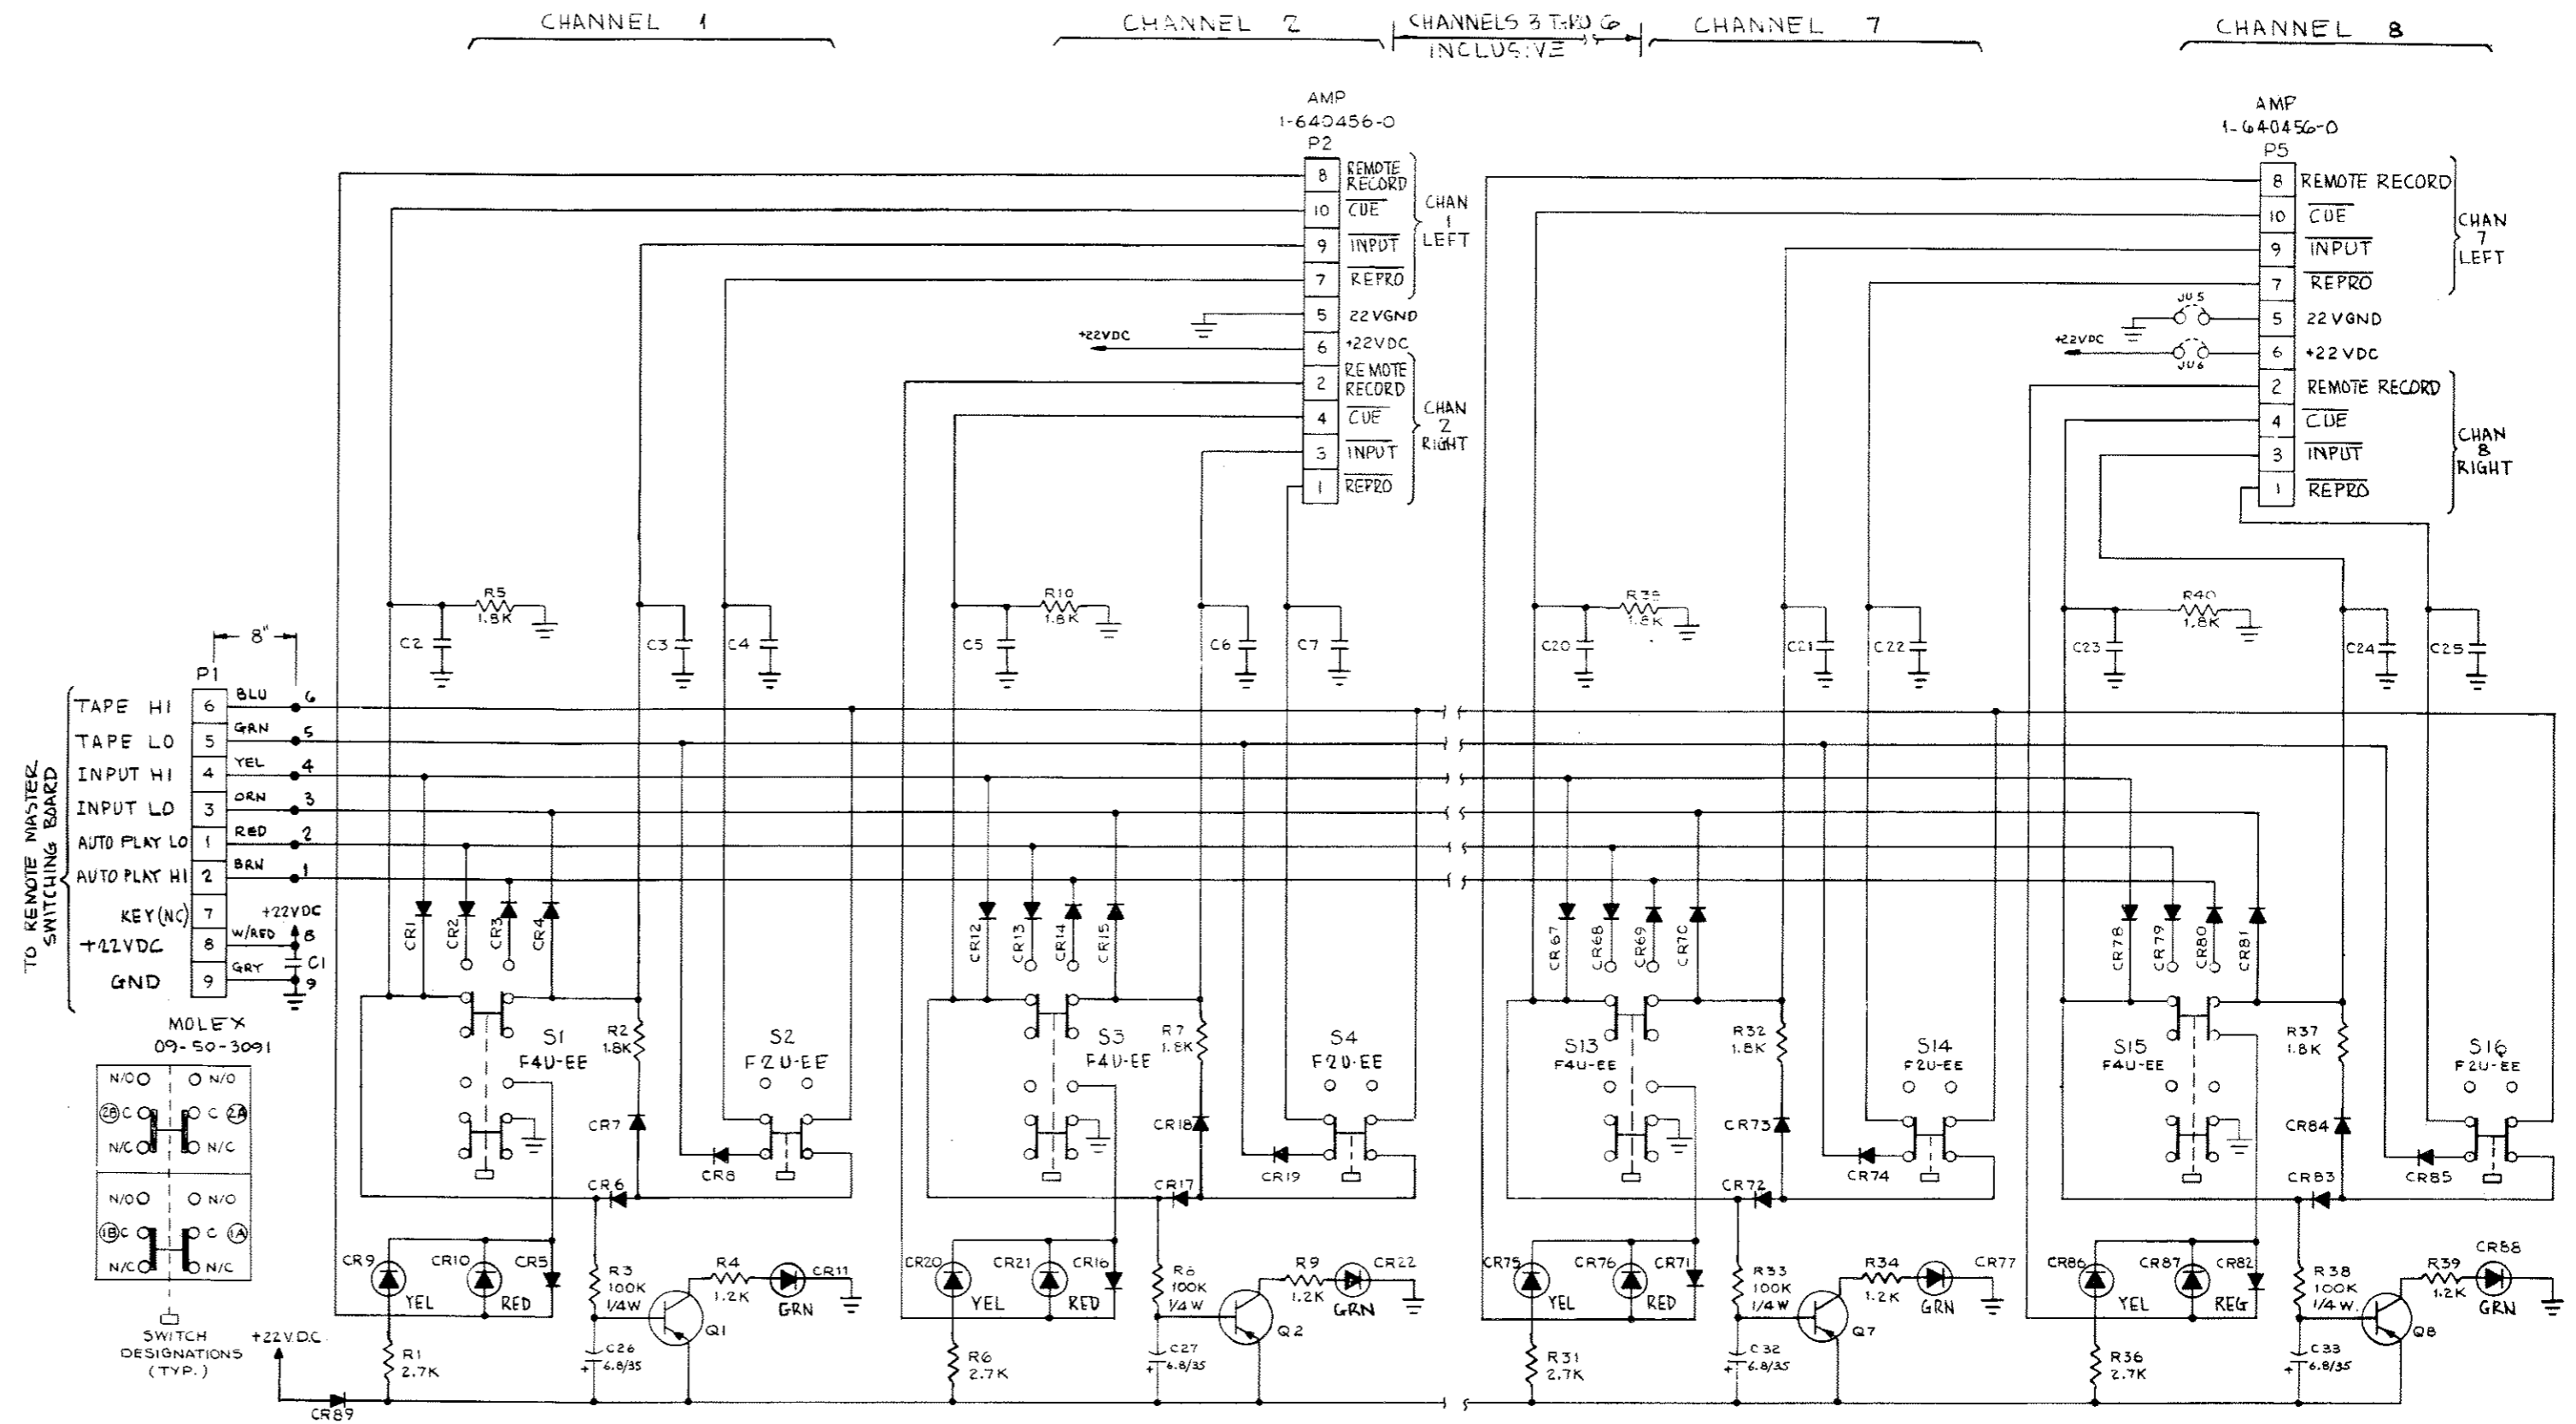 CHANNEL 1
CHANNEL 2
CHANNELS 3 THRU 6
INCLUSIVE
CHANNEL 7
CHANNEL 8
AMP
1-640456-0
P2
8 REMOTE
RECORD
10 CUE
9 INPUT
7 REPRO
5 22VGND
6 +22VDC
2 REMOTE
RECORD
4 CUE
3 INPUT
1 REPRO
CHAN
1
LEFT
CHAN
2
RIGHT
+22VDC
AMP
1-640456-0
P5
8 REMOTE RECORD
10 CUE
9 INPUT
7 REPRO
5 22VGND
6 +22VDC
2 REMOTE RECORD
4 CUE
3 INPUT
1 REPRO
CHAN
7
LEFT
CHAN
8
RIGHT
JU5
+22VDC
JU6
R5
1.8K
C2
C3
C4
R10
1.8K
C5
C6
C7
1.8K
C20
C21
C22
R40
1.8K
C23
C24
C25
8"
P1
TO REMOTE MASTER
SWITCHING BOARD
TAPE HI 6 BLU 6
TAPE LO 5 GRN 5
INPUT HI 4 YEL 4
INPUT LO 3 ORN 3
AUTO PLAY LO 1 RED 2
AUTO PLAY HI 2 BRN 1
KEY (NC) 7 +22VDC
+22VDC 8 W/RED 8
C1
GND 9 GRY 9
MOLEX
09-50-3091
N/O N/O
2B C C 2A
N/C N/C
N/O N/O
1B C C 1A
N/C N/C
SWITCH
DESIGNATIONS
(TYP.)
CR1
CR2
CR3
CR4
S1
F4U-EE
R2
1.8K
S2
F2U-EE
CR7
CR8
CR6
CR9
YEL
CR10
RED
CR5
R3
100K
1/4W
R4
1.2K
CR11
GRN
Q1
C26
+ 6.8/35
R1
2.7K
+22V.D.C.
CR89
CR12
CR13
CR14
CR15
S3
F4U-EE
R7
1.8K
S4
F2U-EE
CR18
CR19
CR17
CR20
YEL
CR21
RED
CR16
100K
1/4W
R9
1.2K
CR22
GRN
Q2
C27
+ 6.8/35
R6
2.7K
CR67
CR68
CR69
CR70
S13
F4U-EE
R32
1.8K
S14
F2U-EE
CR73
CR74
CR72
CR75
YEL
CR76
RED
CR71
R33
100K
1/4W
R34
1.2K
CR77
GRN
Q7
C32
+ 6.8/35
R31
2.7K
CR78
CR79
CR80
CR81
S15
F4U-EE
R37
1.8K
S16
F2U-EE
CR84
CR85
CR83
CR86
YEL
CR87
REG
CR82
R38
100K
1/4W.
R39
1.2K
CR88
GRN
Q8
C33
+ 6.8/35
R36
2.7K